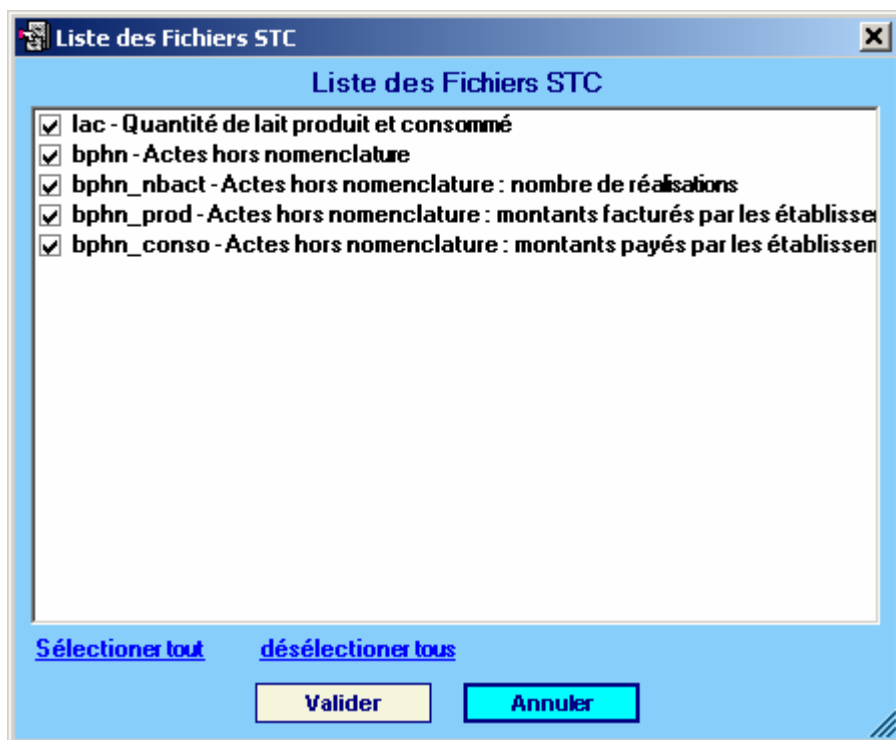 Liste des Fichiers STC
Liste des Fichiers STC
lac - Quantité de lait produit et consommé
bphn - Actes hors nomenclature
bphn_nbact - Actes hors nomenclature : nombre de réalisations
bphn_prod - Actes hors nomenclature : montants facturés par les établisse
bphn_conso - Actes hors nomenclature : montants payés par les établissen
Sélectioner tout désélectioner tous
Valider Annuler